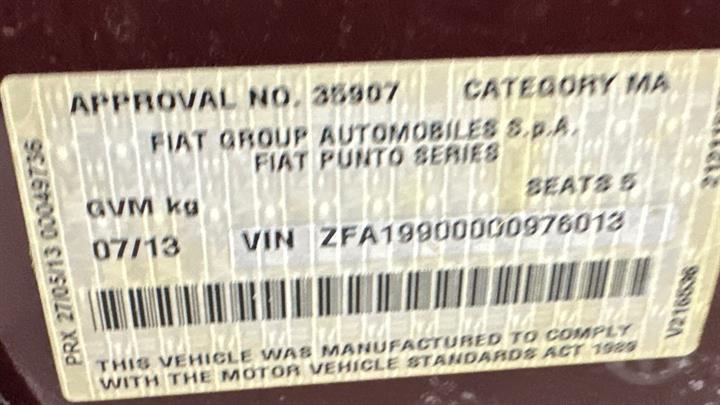 APPROVAL NO. 35907 CATEGORY MA
FIAT GROUP AUTOMOBILES S.p.A.
FIAT PUNTO SERIES
SEATS 5
GVM kg
07/13 VIN ZFA19900000976013
THIS VEHICLE WAS MANUFACTURED TO COMPLY
WITH THE MOTOR VEHICLE STANDARDS ACT 1989
PRX 27/05/13 00049736